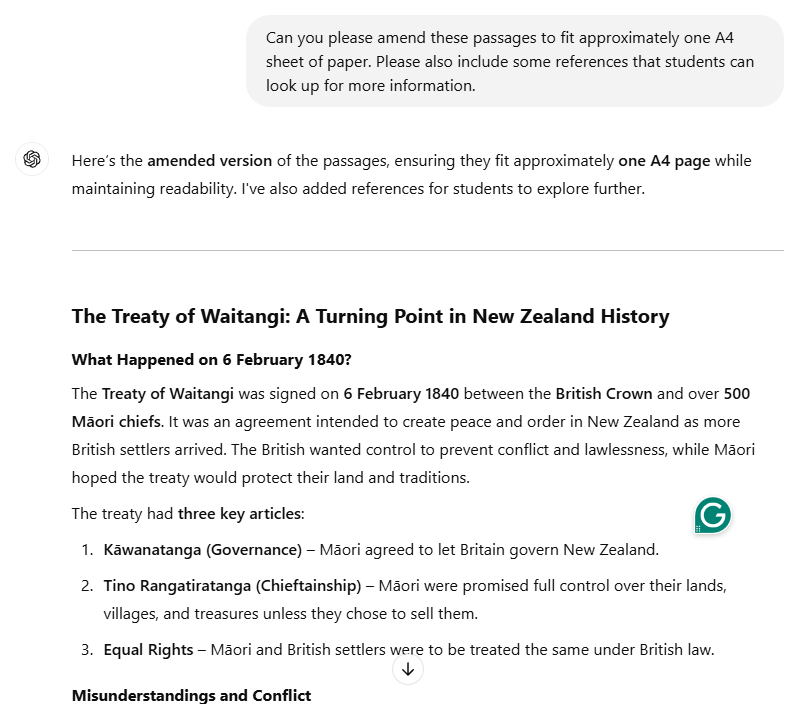 Can you please amend these passages to fit approximately one A4
sheet of paper. Please also include some references that students can
look up for more information.
Here's the amended version of the passages, ensuring they fit approximately one A4 page while
maintaining readability. I've also added references for students to explore further.
The Treaty of Waitangi: A Turning Point in New Zealand History
What Happened on 6 February 1840?
The Treaty of Waitangi was signed on 6 February 1840 between the British Crown and over 500
Māori chiefs. It was an agreement intended to create peace and order in New Zealand as more
British settlers arrived. The British wanted control to prevent conflict and lawlessness, while Māori
hoped the treaty would protect their land and traditions.
The treaty had three key articles:
1. Kāwanatanga (Governance) – Māori agreed to let Britain govern New Zealand.
2. Tino Rangatiratanga (Chieftainship) – Māori were promised full control over their lands,
villages, and treasures unless they chose to sell them.
3. Equal Rights – Māori and British settlers were to be treated the same under British law.
Misunderstandings and Conflict